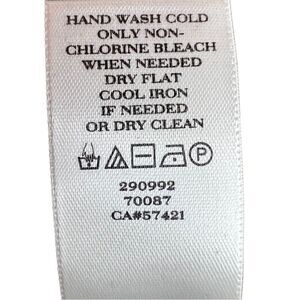 HAND WASH COLD
ONLY NON-
CHLORINE BLEACH
WHEN NEEDED
DRY FLAT
COOL IRON
IF NEEDED
OR DRY CLEAN
P
290992
70087
CA#57421